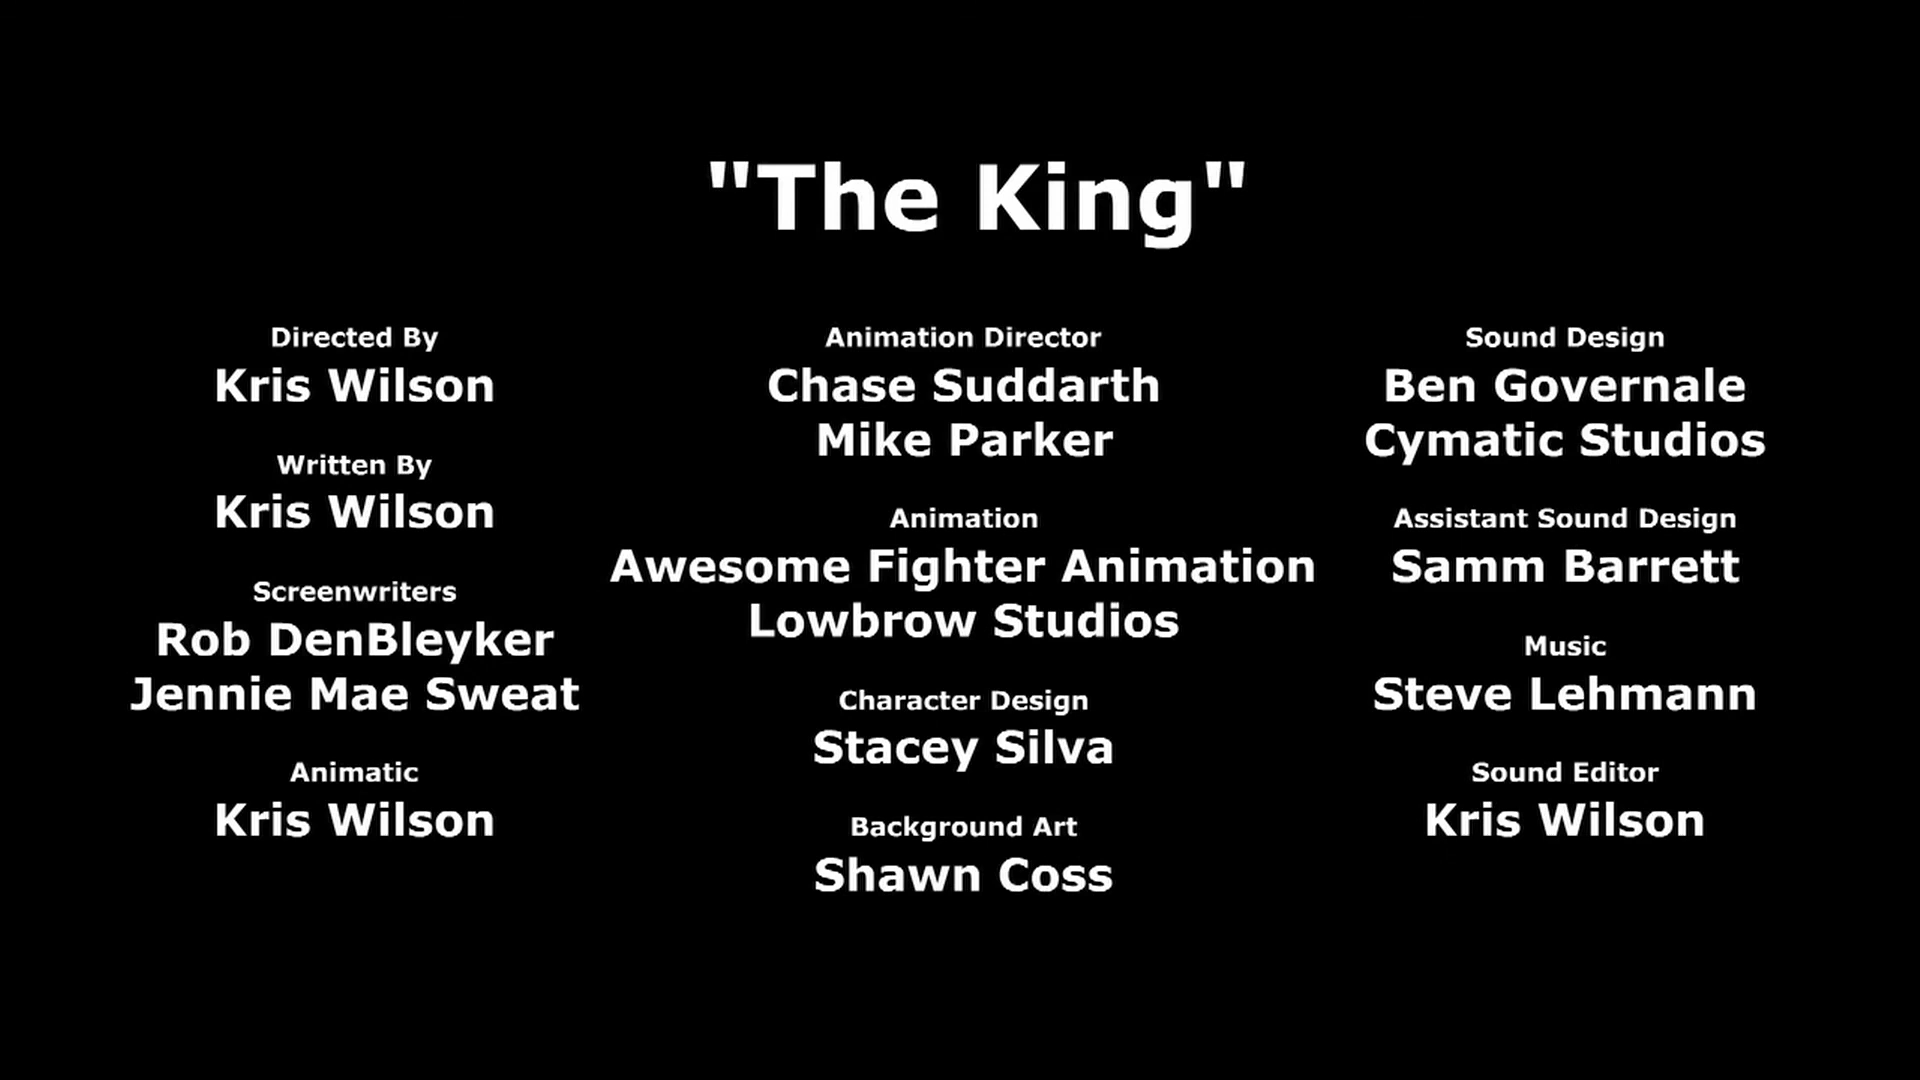 "The King"
Directed By
Kris Wilson
Written By
Kris Wilson
Screenwriters
Rob DenBleyker
Jennie Mae Sweat
Animatic
Kris Wilson
Animation Director
Chase Suddarth
Mike Parker
Animation
Awesome Fighter Animation
Lowbrow Studios
Character Design
Stacey Silva
Background Art
Shawn Coss
Sound Design
Ben Governale
Cymatic Studios
Assistant Sound Design
Samm Barrett
Music
Steve Lehmann
Sound Editor
Kris Wilson